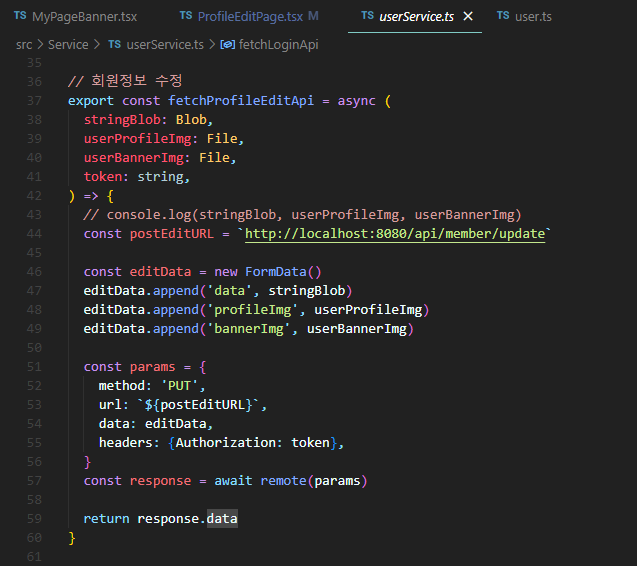 TS MyPageBanner.tsx TS ProfileEditPage.tsx M TS userService.ts × TS user.ts
src > Service > TS userService.ts > fetchLoginApi
35
36 // 회원정보 수정
37 export const fetchProfileEditApi = async (
38 stringBlob: Blob,
39 userProfileImg: File,
40 userBannerImg: File,
41 token: string,
42 ) => {
43 // console.log(stringBlob, userProfileImg, userBannerImg)
44 const postEditURL = `http://localhost:8080/api/member/update`
45
46 const editData = new FormData()
47 editData.append('data', stringBlob)
48 editData.append('profileImg', userProfileImg)
49 editData.append('bannerImg', userBannerImg)
50
51 const params = {
52 method: 'PUT',
53 url: `${postEditURL}`,
54 data: editData,
55 headers: {Authorization: token},
56 }
57 const response = await remote(params)
58
59 return response.data
60 }
61